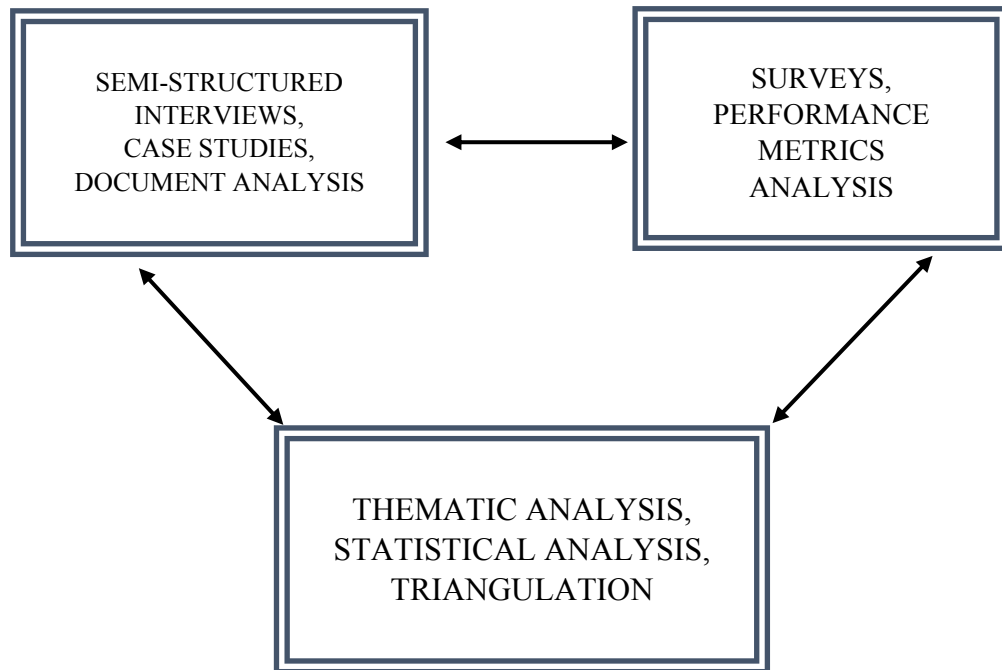 SEMI-STRUCTURED
INTERVIEWS,
CASE STUDIES,
DOCUMENT ANALYSIS
SURVEYS,
PERFORMANCE
METRICS
ANALYSIS
THEMATIC ANALYSIS,
STATISTICAL ANALYSIS,
TRIANGULATION